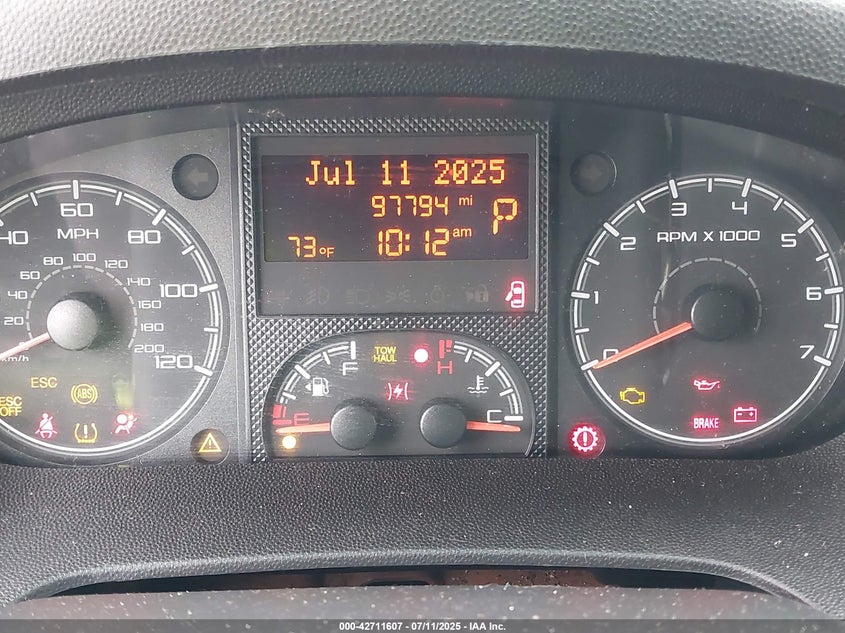 Jul 11 2025
97794 mi
P
73°F 10:12 am
40 60 80 100 120
MPH
20 40 60 80 100 120 140 160 180 200
km/h
ESC
ABS
ESC OFF
F
E
TOW HAUL
H
C
0 1 2 3 4 5 6 7
RPM X 1000
BRAKE
000-42711607 - 07/11/2025 - IAA Inc.